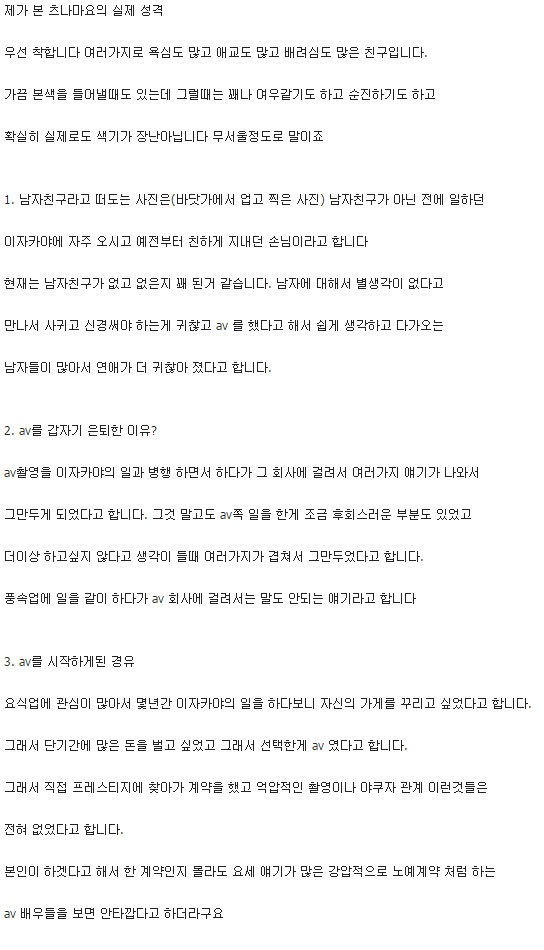 제가 본 츠나마요의 실제 성격
우선 착합니다 여러가지로 욕심도 많고 애교도 많고 배려심도 많은 친구입니다.
가끔 본색을 들어낼때도 있는데 그럴때는 꽤나 여우같기도 하고 순진하기도 하고
확실히 실제로도 색기가 장난아닙니다 무서울정도로 말이죠
1. 남자친구라고 떠도는 사진은(바닷가에서 업고 찍은 사진) 남자친구가 아닌 전에 일하던
이자카야에 자주 오시고 예전부터 친하게 지내던 손님이라고 합니다
현재는 남자친구가 없고 없은지 꽤 된거 같습니다. 남자에 대해서 별생각이 없다고
만나서 사귀고 신경써야 하는게 귀찮고 av 를 했다고 해서 쉽게 생각하고 다가오는
남자들이 많아서 연애가 더 귀찮아 졌다고 합니다.
2. av를 갑자기 은퇴한 이유?
av촬영을 이자카야의 일과 병행 하면서 하다가 그 회사에 걸려서 여러가지 얘기가 나와서
그만두게 되었다고 합니다. 그것 말고도 av쪽 일을 한게 조금 후회스러운 부분도 있었고
더이상 하고싶지 않다고 생각이 들때 여러가지가 겹쳐서 그만두었다고 합니다.
풍속업에 일을 같이 하다가 av 회사에 걸려서는 말도 안되는 얘기라고 합니다
3. av를 시작하게된 경유
요식업에 관심이 많아서 몇년간 이자카야의 일을 하다보니 자신의 가게를 꾸리고 싶었다고 합니다.
그래서 단기간에 많은 돈을 벌고 싶었고 그래서 선택한게 av 였다고 합니다.
그래서 직접 프레스티지에 찾아가 계약을 했고 억압적인 촬영이나 야쿠자 관계 이런것들은
전혀 없었다고 합니다.
본인이 하겟다고 해서 한 계약인지 몰라도 요세 얘기가 많은 강압적으로 노예계약 처럼 하는
av 배우들을 보면 안타깝다고 하더라구요